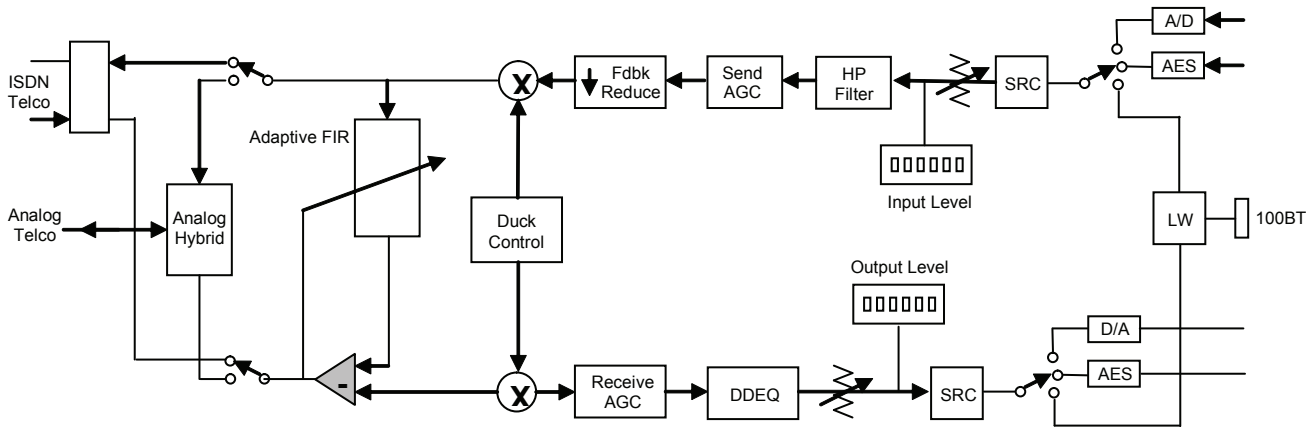 A/D
ISDN
Telco
X
Fdbk
Reduce
Send
AGC
HP
Filter
SRC
AES
Adaptive FIR
Input Level
Analog
Telco
Analog
Hybrid
Duck
Control
LW
100BT
Output Level
D/A
-
X
Receive
AGC
DDEQ
SRC
AES